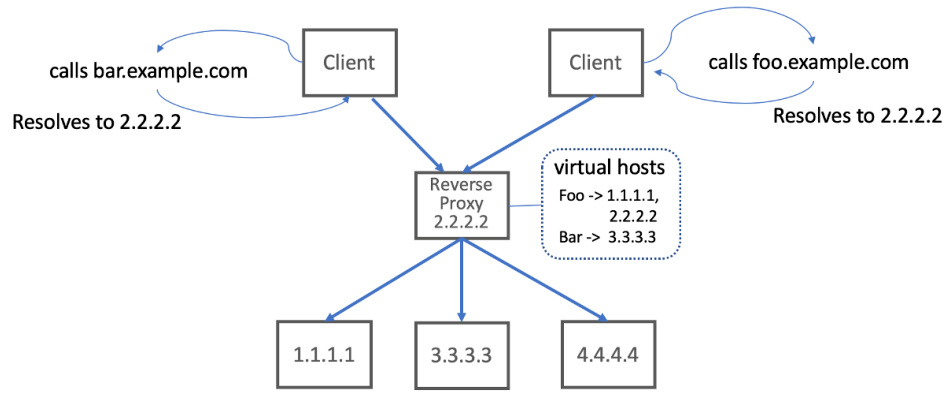 Client
Client
calls bar.example.com
calls foo.example.com
Resolves to 2.2.2.2
Resolves to 2.2.2.2
Reverse
Proxy
2.2.2.2
virtual hosts
Foo -> 1.1.1.1,
2.2.2.2
Bar -> 3.3.3.3
1.1.1.1
3.3.3.3
4.4.4.4